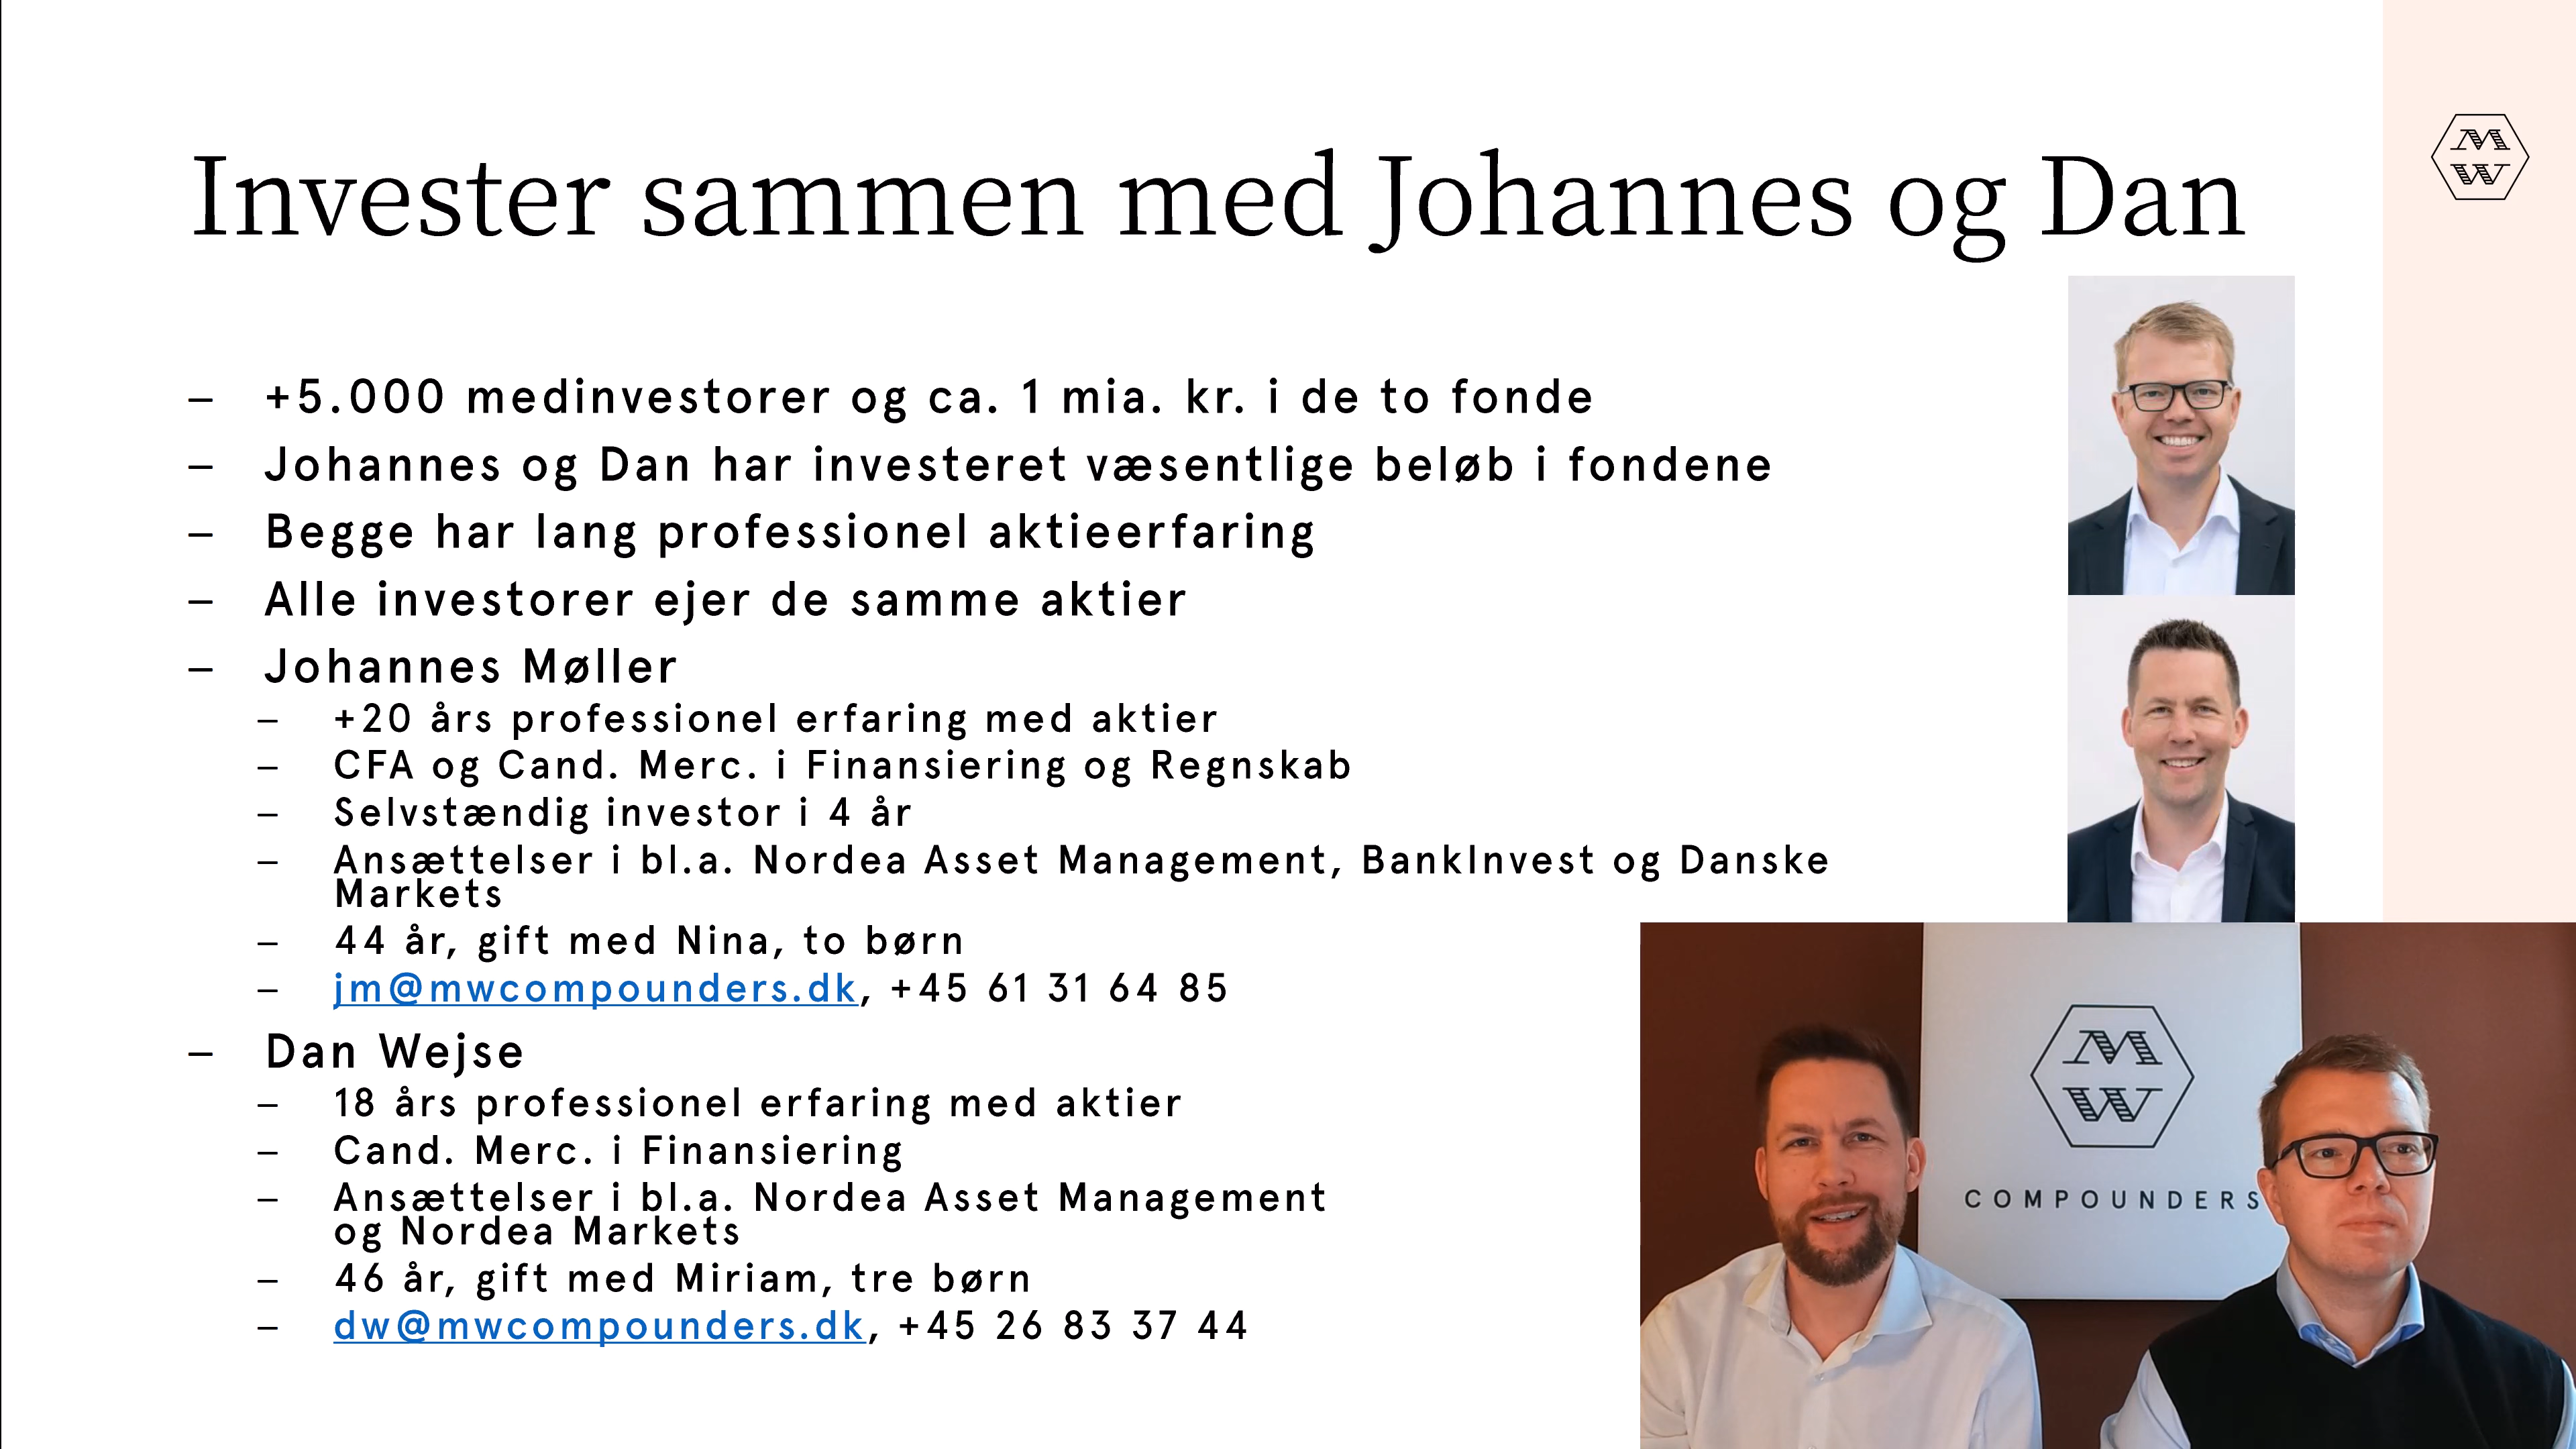 Invester sammen med Johannes og Dan
M
W
– +5.000 medinvestorer og ca. 1 mia. kr. i de to fonde
– Johannes og Dan har investeret væsentlige beløb i fondene
– Begge har lang professionel aktieerfaring
– Alle investorer ejer de samme aktier
– Johannes Møller
– +20 års professionel erfaring med aktier
– CFA og Cand. Merc. i Finansiering og Regnskab
– Selvstændig investor i 4 år
– Ansættelser i bl.a. Nordea Asset Management, BankInvest og Danske
Markets
– 44 år, gift med Nina, to børn
– jm@mwcompounders.dk, +45 61 31 64 85
– Dan Wejse
– 18 års professionel erfaring med aktier
– Cand. Merc. i Finansiering
– Ansættelser i bl.a. Nordea Asset Management
og Nordea Markets
– 46 år, gift med Miriam, tre børn
– dw@mwcompounders.dk, +45 26 83 37 44
M
W
COMPOUNDERS